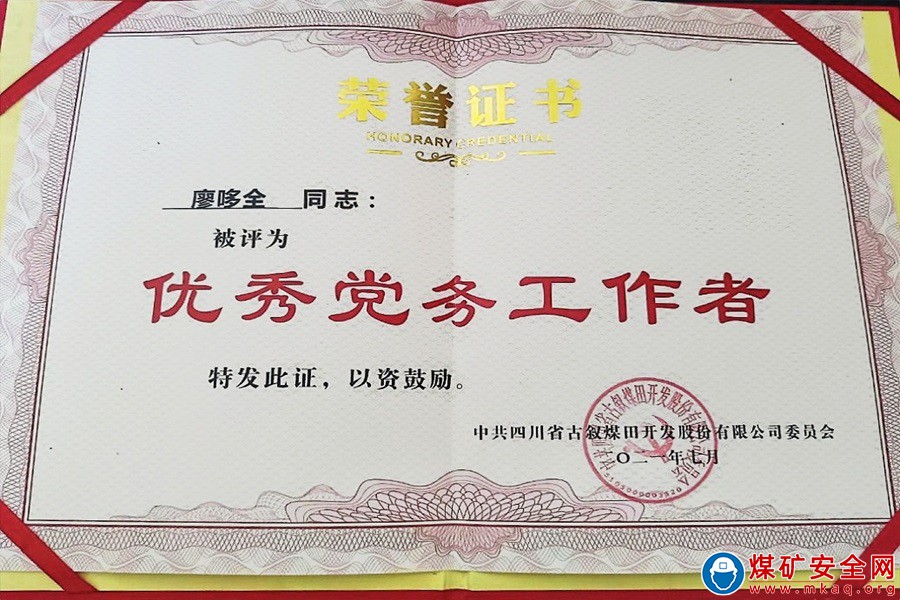 荣誉证书
HONORARY CREDENTIAL
廖哆全 同志：
被评为
优秀党务工作者
特发此证，以资鼓励。
中共四川省古叙煤田开发股份有限公司委员会
二〇二一年七月
煤矿安全网
www.mkaq.org